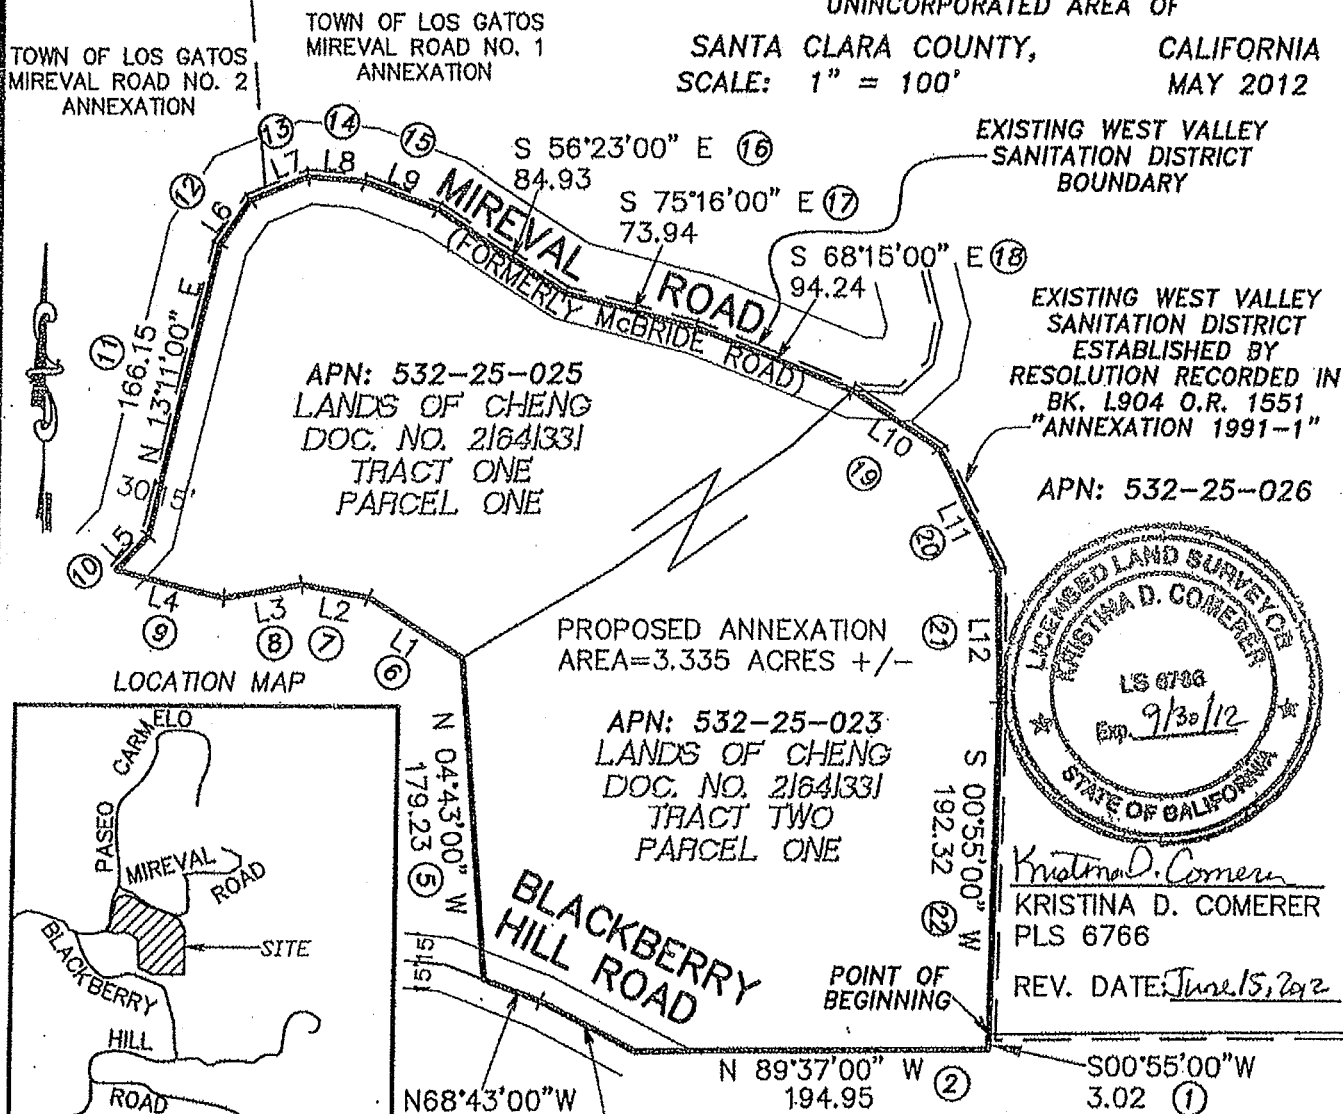 UNINCORPORATED AREA OF
SANTA CLARA COUNTY, CALIFORNIA
SCALE: 1" = 100' MAY 2012
TOWN OF LOS GATOS
MIREVAL ROAD NO. 2
ANNEXATION
TOWN OF LOS GATOS
MIREVAL ROAD NO. 1
ANNEXATION
EXISTING WEST VALLEY
SANITATION DISTRICT
BOUNDARY
12
13
14
15
L6
L7
L8
L9
S 56°23'00" E 16
84.93
S 75°16'00" E 17
73.94
S 68°15'00" E 18
94.24
MIREVAL ROAD
(FORMERLY McBRIDE ROAD)
EXISTING WEST VALLEY
SANITATION DISTRICT
ESTABLISHED BY
RESOLUTION RECORDED IN
BK. L904 O.R. 1551
"ANNEXATION 1991-1"
APN: 532-25-026
11
166.15
N 13°11'00" E
30
15'
L5
10
APN: 532-25-025
LANDS OF CHENG
DOC. NO. 21641331
TRACT ONE
PARCEL ONE
L10
19
L11
20
L4
9
L3
8
L2
7
L1
6
PROPOSED ANNEXATION
AREA=3.335 ACRES +/-
21
L12
APN: 532-25-023
LANDS OF CHENG
DOC. NO. 21641331
TRACT TWO
PARCEL ONE
N 04°43'00" W
179.23 5
S 00°55'00" W
192.32 22
LICENSED LAND SURVEYOR
KRISTINA D. COMERER
LS 6766
Exp. 9/30/12
STATE OF CALIFORNIA
Kristina D. Comerer
KRISTINA D. COMERER
PLS 6766
REV. DATE: June 15, 2012
LOCATION MAP
PASEO CARMELO
MIREVAL
ROAD
SITE
BLACKBERRY
HILL
ROAD
BLACKBERRY
HILL ROAD
15'15'
POINT OF
BEGINNING
N 89°37'00" W 2
194.95
S00°55'00"W
3.02 1
N68°43'00"W